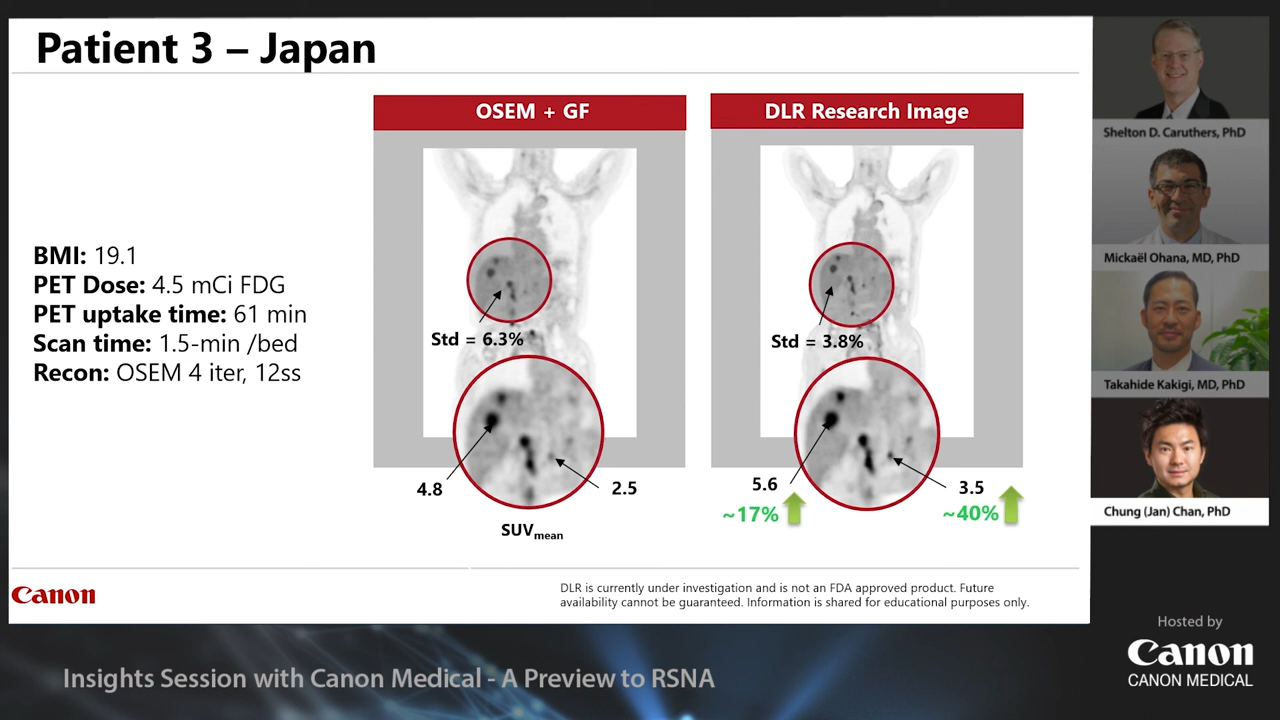 Patient 3 – Japan
BMI: 19.1
PET Dose: 4.5 mCi FDG
PET uptake time: 61 min
Scan time: 1.5-min /bed
Recon: OSEM 4 iter, 12ss
OSEM + GF
Std = 6.3%
4.8
2.5
SUVmean
DLR Research Image
Std = 3.8%
5.6
~17%
3.5
~40%
Canon
DLR is currently under investigation and is not an FDA approved product. Future
availability cannot be guaranteed. Information is shared for educational purposes only.
Shelton D. Caruthers, PhD
Mickaël Ohana, MD, PhD
Takahide Kakigi, MD, PhD
Chung (Jan) Chan, PhD
Insights Session with Canon Medical - A Preview to RSNA
Hosted by
Canon
CANON MEDICAL